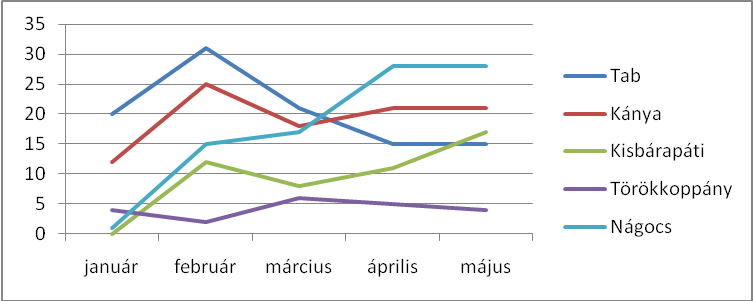 35
30
25
20
15
10
5
0
január február március április május
Tab
Kánya
Kisbárapáti
Törökkoppány
Nágocs